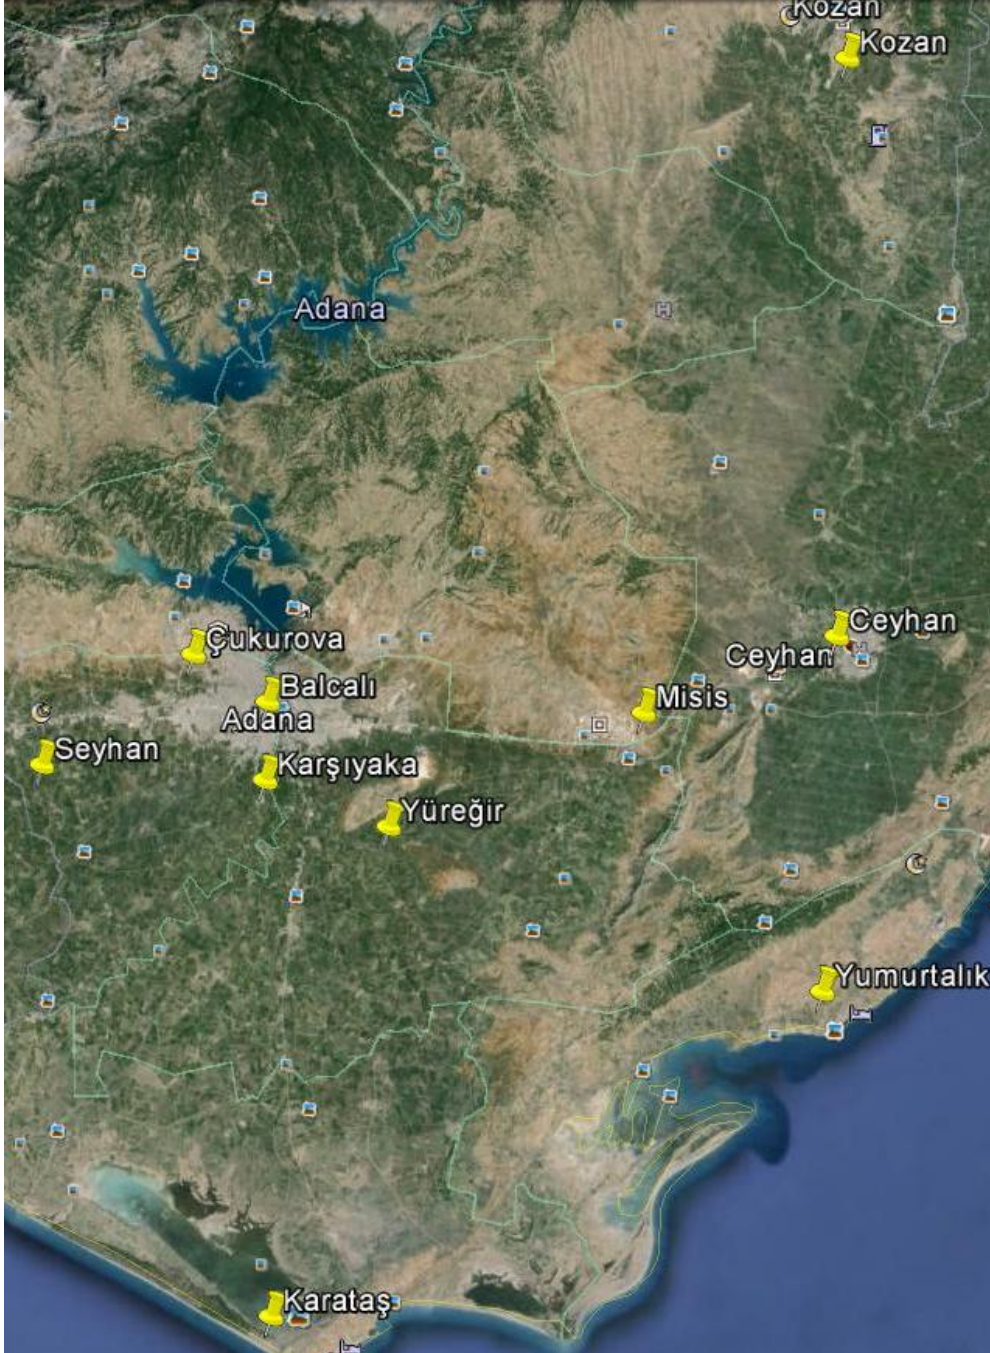 Kozan
Kozan
Adana
Çukurova
Ceyhan
Ceyhan
Balcalı
Misis
Adana
Seyhan
Karşıyaka
Yüreğir
Yumurtalık
Karataş